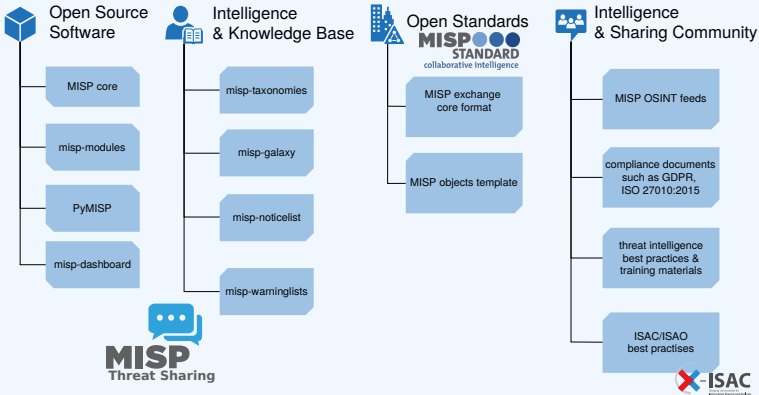 Open Source
Software
MISP core
misp-modules
PyMISP
misp-dashboard
Intelligence
& Knowledge Base
misp-taxonomies
misp-galaxy
misp-noticelist
misp-warninglists
Open Standards
MISP
STANDARD
collaborative intelligence
MISP exchange
core format
MISP objects template
Intelligence
& Sharing Community
MISP OSINT feeds
compliance documents
such as GDPR,
ISO 27010:2015
threat intelligence
best practices &
training materials
ISAC/ISAO
best practises
MISP
Threat Sharing
X-ISAC